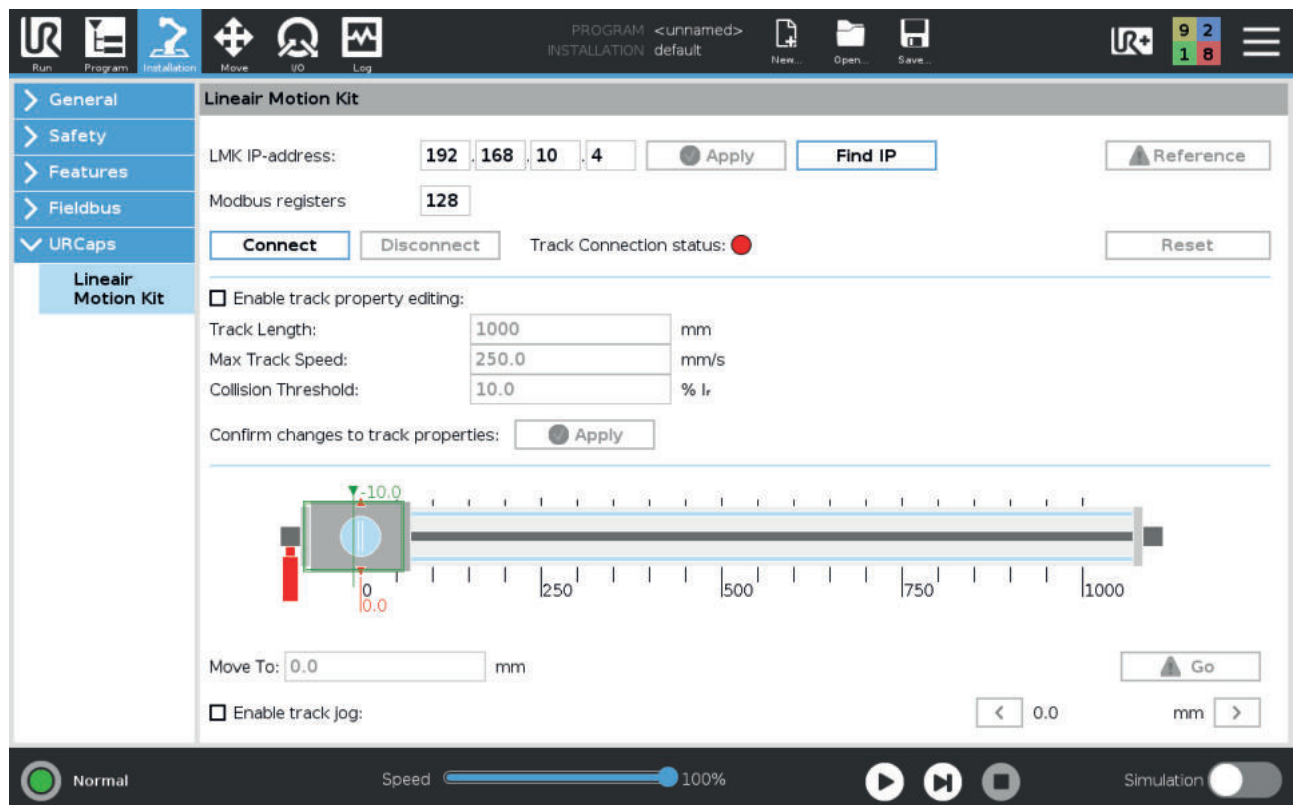 UR
Run Program Installation Move I/O Log
PROGRAM <unnamed>
INSTALLATION default
New... Open... Save...
UR+
9 2
1 8
General
Safety
Features
Fieldbus
URCaps
Lineair
Motion Kit
Lineair Motion Kit
LMK IP-address: 192 . 168 . 10 . 4 Apply Find IP Reference
Modbus registers 128
Connect Disconnect Track Connection status: Reset
Enable track property editing:
Track Length: 1000 mm
Max Track Speed: 250.0 mm/s
Collision Threshold: 10.0 % Ir
Confirm changes to track properties: Apply
-10.0
0 250 500 750 1000
0.0
Move To: 0.0 mm Go
Enable track jog: < 0.0 mm >
Normal Speed 100% Simulation